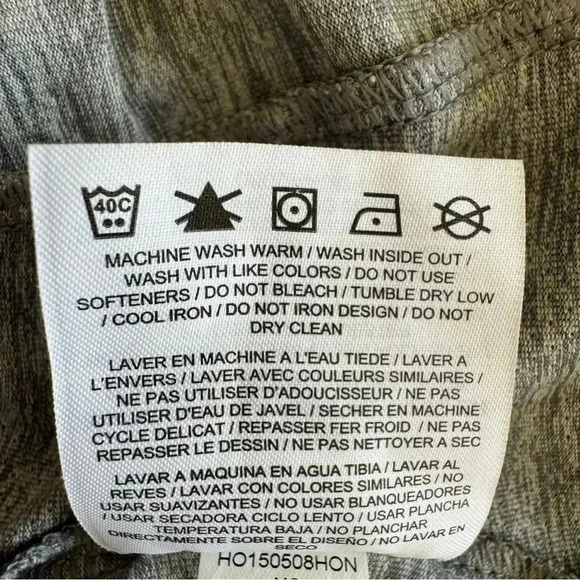 40C
MACHINE WASH WARM / WASH INSIDE OUT /
WASH WITH LIKE COLORS / DO NOT USE
SOFTENERS / DO NOT BLEACH / TUMBLE DRY LOW
/ COOL IRON / DO NOT IRON DESIGN / DO NOT
DRY CLEAN
LAVER EN MACHINE A L'EAU TIEDE / LAVER A
L'ENVERS / LAVER AVEC COULEURS SIMILAIRES /
NE PAS UTILISER D'ADOUCISSEUR / NE PAS
UTILISER D'EAU DE JAVEL / SECHER EN MACHINE
CYCLE DELICAT / REPASSER FER FROID / NE PAS
REPASSER LE DESSIN / NE PAS NETTOYER A SEC
LAVAR A MAQUINA EN AGUA TIBIA / LAVAR AL
REVES / LAVAR CON COLORES SIMILARES / NO
USAR SUAVIZANTES / NO USAR BLANQUEADORES
/ USAR SECADORA CICLO LENTO / USAR PLANCHA
TEMPERATURA BAJA / NO PLANCHAR
DIRECTAMENTE SOBRE EL DISEÑO / NO LAVAR EN
SECO
HO150508HON